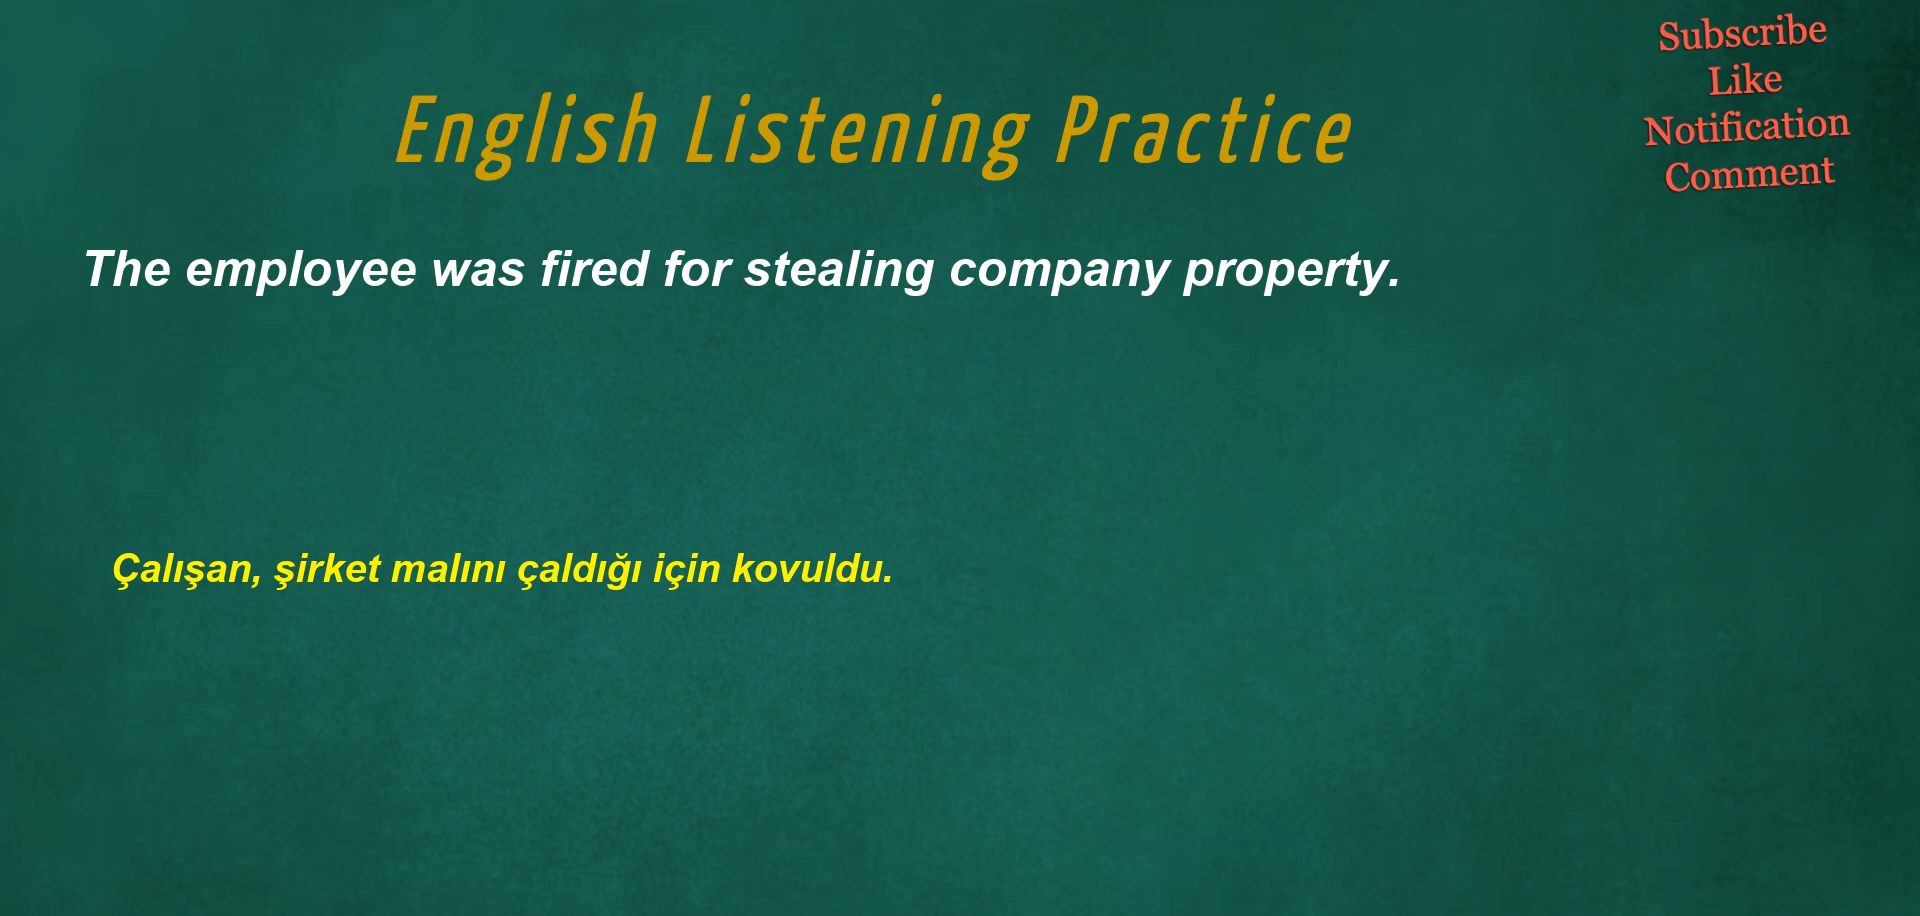 English Listening Practice
Subscribe
Like
Notification
Comment
The employee was fired for stealing company property.
Çalışan, şirket malını çaldığı için kovuldu.